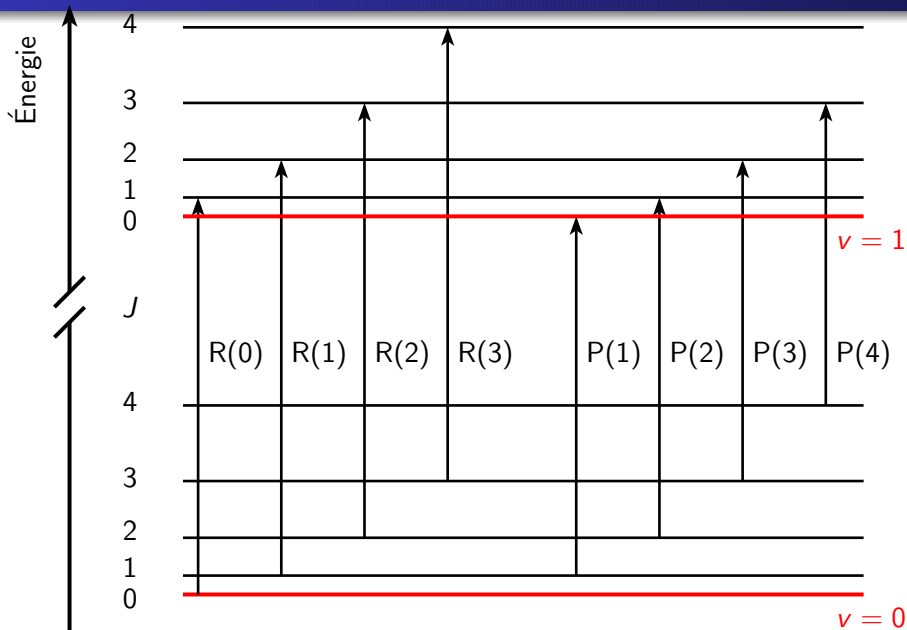 Énergie
4
3
2
1
0
v = 1
J
R(0) R(1) R(2) R(3) P(1) P(2) P(3) P(4)
4
3
2
1
0
v = 0